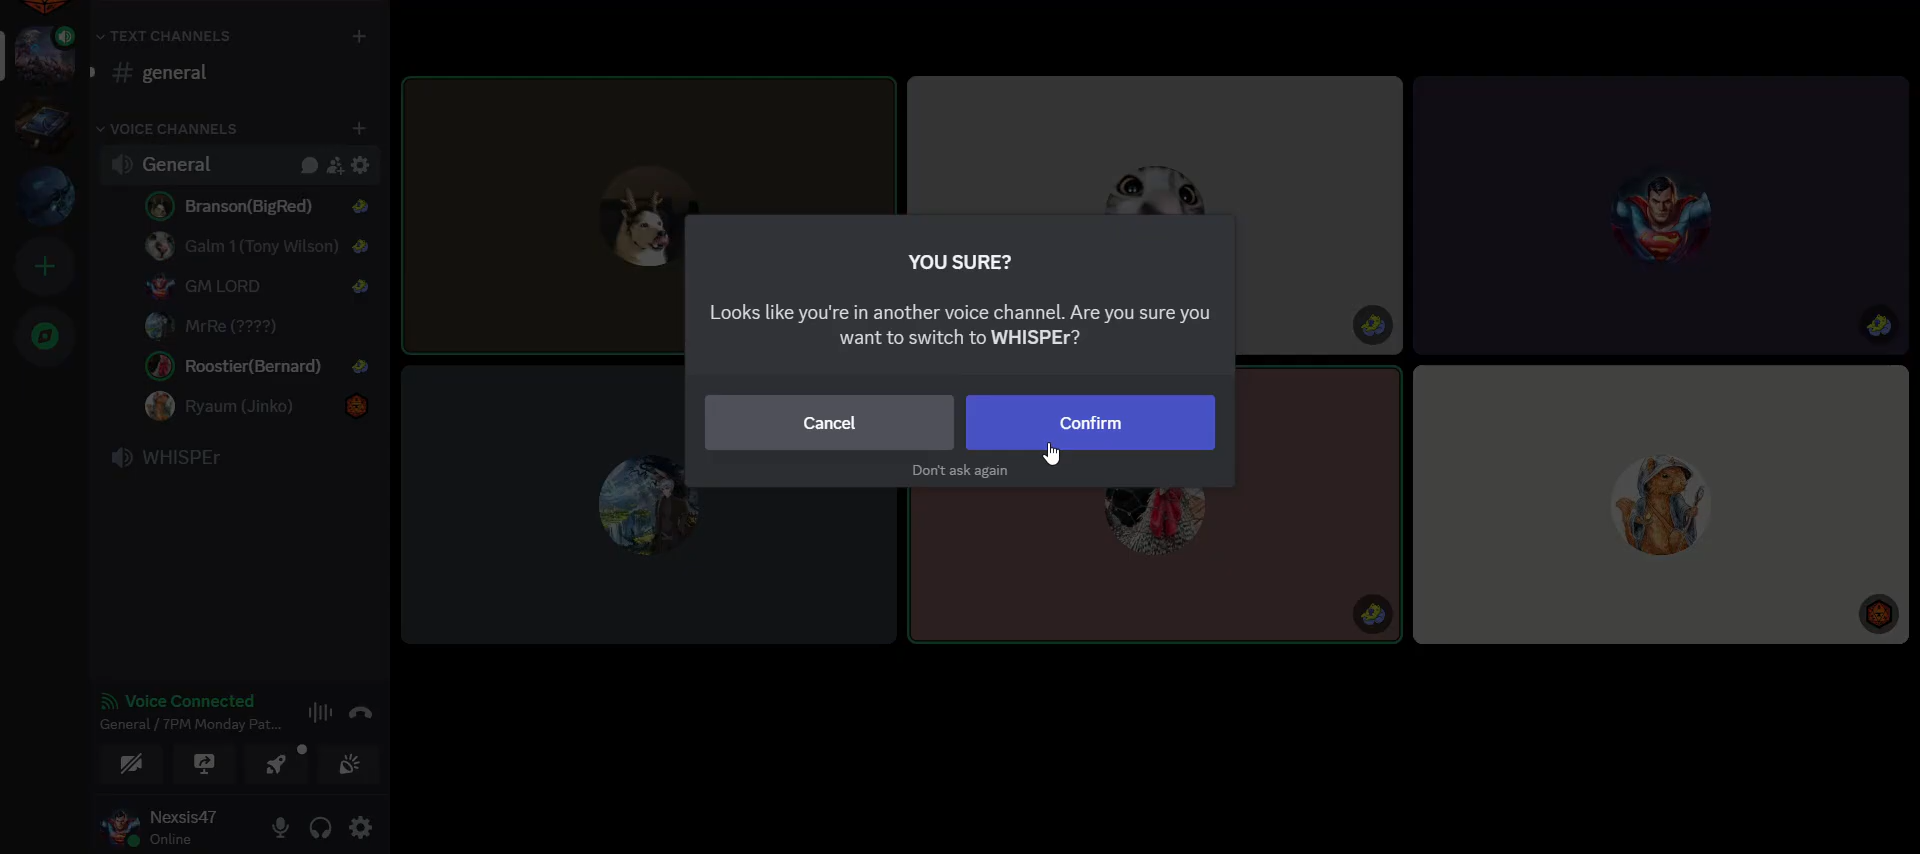 TEXT CHANNELS
general
VOICE CHANNELS
General
Branson(BigRed)
Galm 1 (Tony Wilson)
GM LORD
MrRe (????)
Roostier(Bernard)
Ryaum (Jinko)
WHISPEr
YOU SURE?
Looks like you're in another voice channel. Are you sure you
want to switch to WHISPEr?
Cancel
Confirm
Don't ask again
Voice Connected
General / 7PM Monday Pat...
Nexsis47
Online